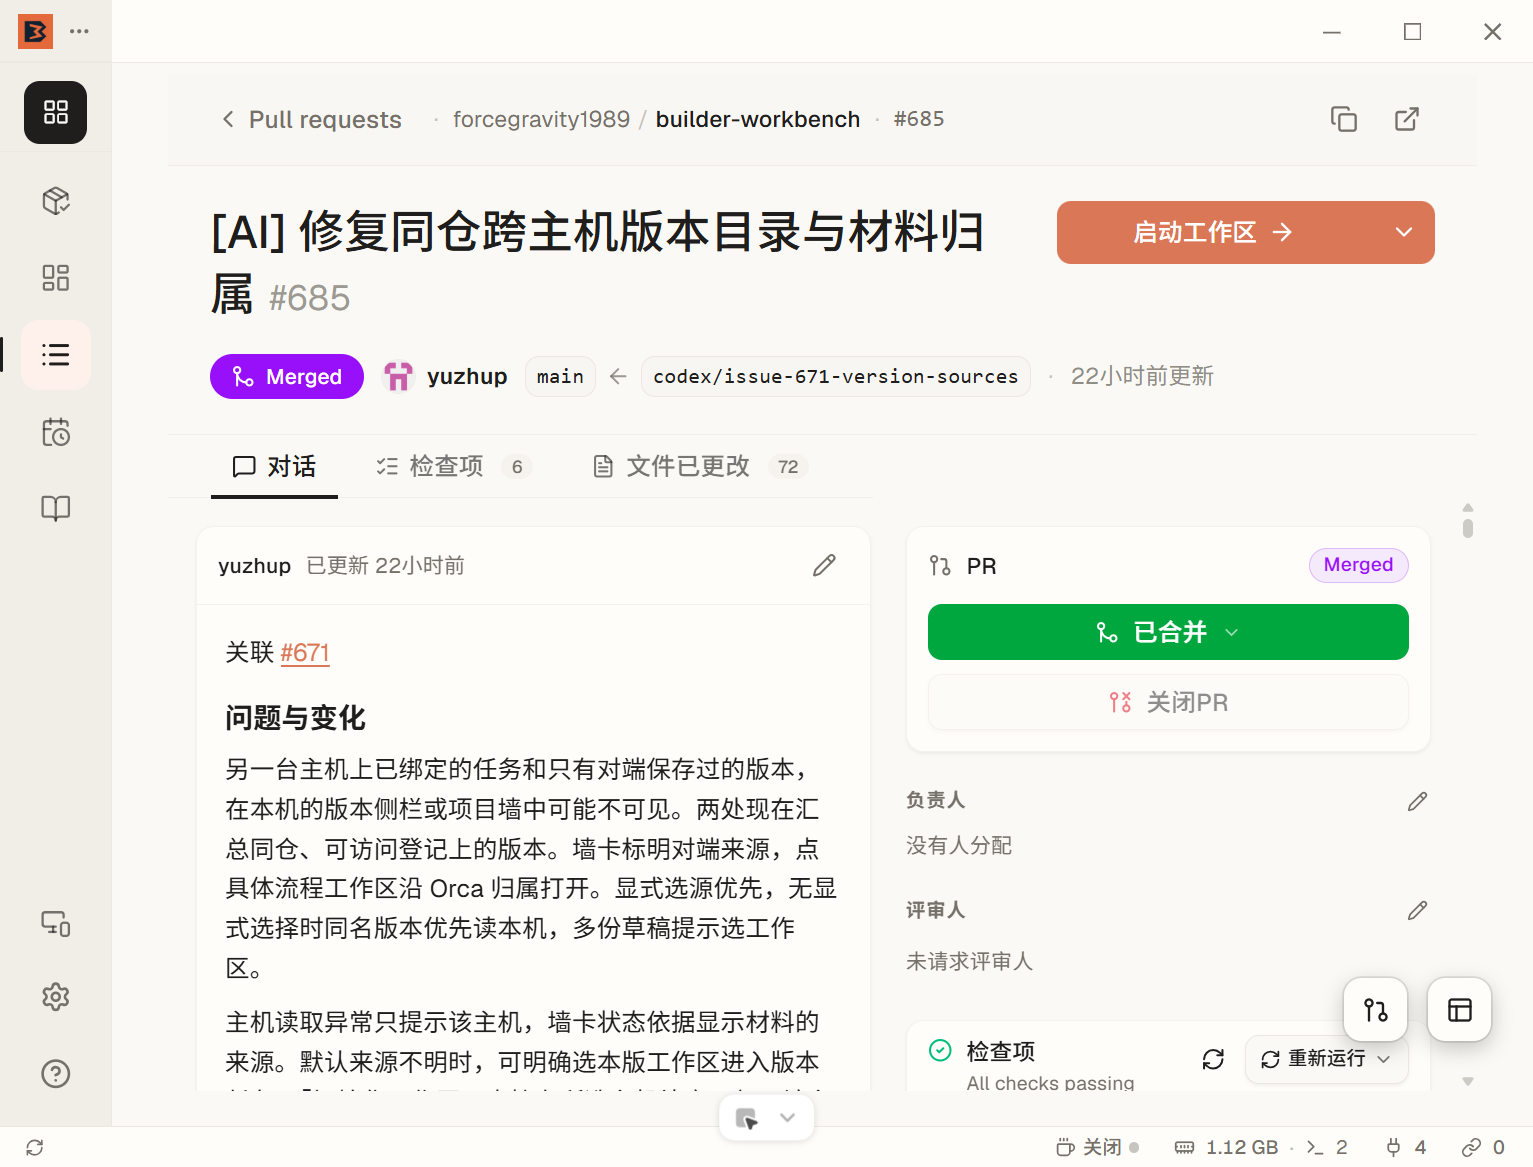 Pull requests · forcegravity1989 / builder-workbench · #685
[AI] 修复同仓跨主机版本目录与材料归
属 #685
启动工作区
Merged yuzhup main ← codex/issue-671-version-sources · 22小时前更新
对话 检查项 6 文件已更改 72
yuzhup 已更新 22小时前
关联 #671
问题与变化
另一台主机上已绑定的任务和只有对端保存过的版本，
在本机的版本侧栏或项目墙中可能不可见。两处现在汇
总同仓、可访问登记上的版本。墙卡标明对端来源，点
具体流程工作区沿 Orca 归属打开。显式选源优先，无显
式选择时同名版本优先读本机，多份草稿提示选工作
区。
主机读取异常只提示该主机，墙卡状态依据显示材料的
来源。默认来源不明时，可明确选本版工作区进入版本
PR Merged
已合并
关闭PR
负责人
没有人分配
评审人
未请求评审人
检查项
All checks passing
重新运行
关闭 1.12 GB · 2 4 0